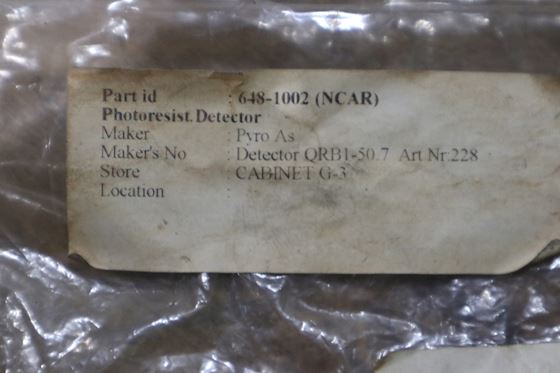 Part id : 648-1002 (NCAR)
Photoresist.Detector
Maker : Pyro As
Maker's No : Detector QRB1-50.7 Art Nr:228
Store : CABINET G-3
Location :